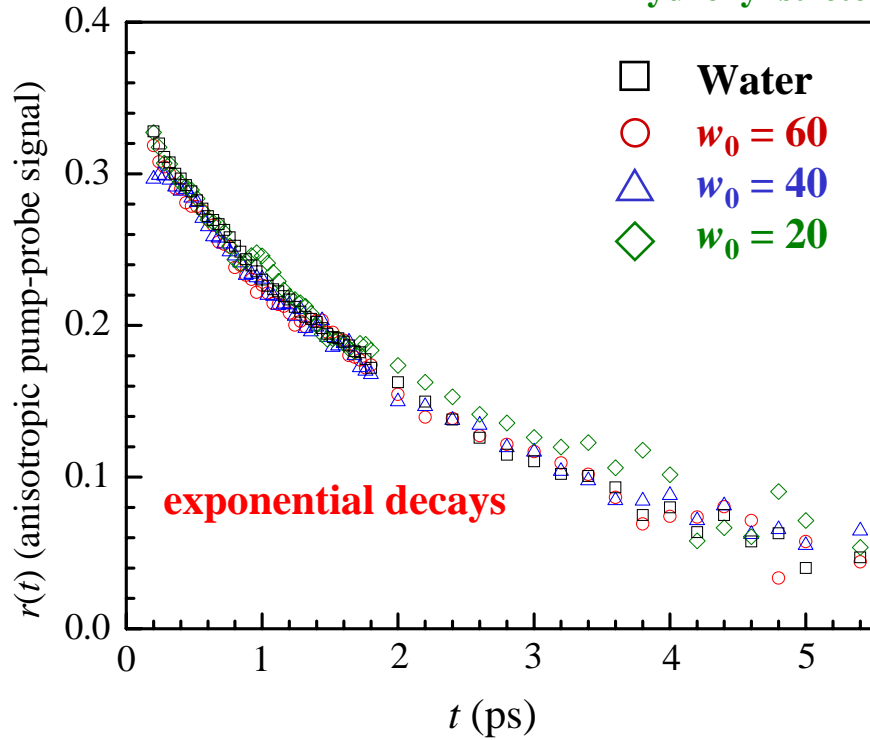 0.4
0.3
0.2
0.1
0.0
0
1
2
3
4
5
r(t) (anisotropic pump-probe signal)
t (ps)
Water
w₀ = 60
w₀ = 40
w₀ = 20
exponential decays